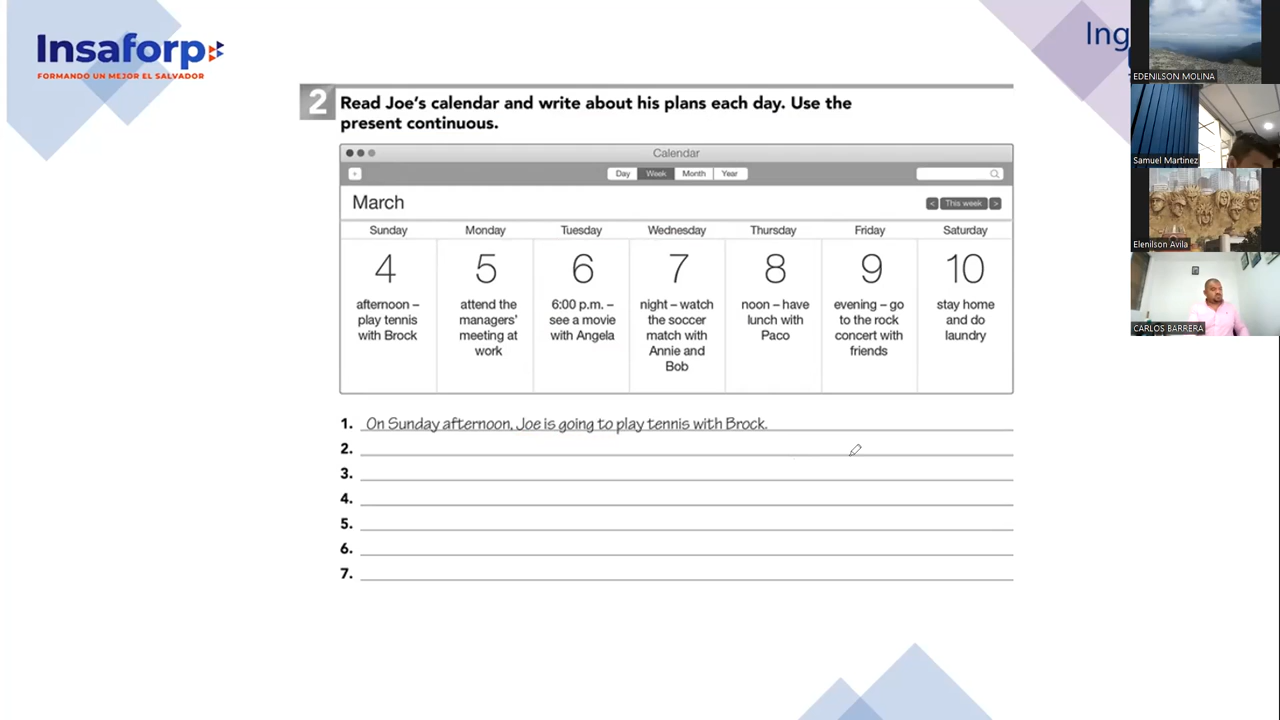 Insaforp
FORMANDO UN MEJOR EL SALVADOR
Ing
2 Read Joe's calendar and write about his plans each day. Use the
present continuous.
Calendar
+ Day Week Month Year
March
< This week >
Sunday Monday Tuesday Wednesday Thursday Friday Saturday
4 5 6 7 8 9 10
afternoon –
play tennis
with Brock
attend the
managers'
meeting at
work
6:00 p.m. –
see a movie
with Angela
night – watch
the soccer
match with
Annie and
Bob
noon – have
lunch with
Paco
evening – go
to the rock
concert with
friends
stay home
and do
laundry
1. On Sunday afternoon, Joe is going to play tennis with Brock.
2.
3.
4.
5.
6.
7.
EDENILSON MOLINA
Samuel Martinez
Elenilson Avila
CARLOS BARRERA